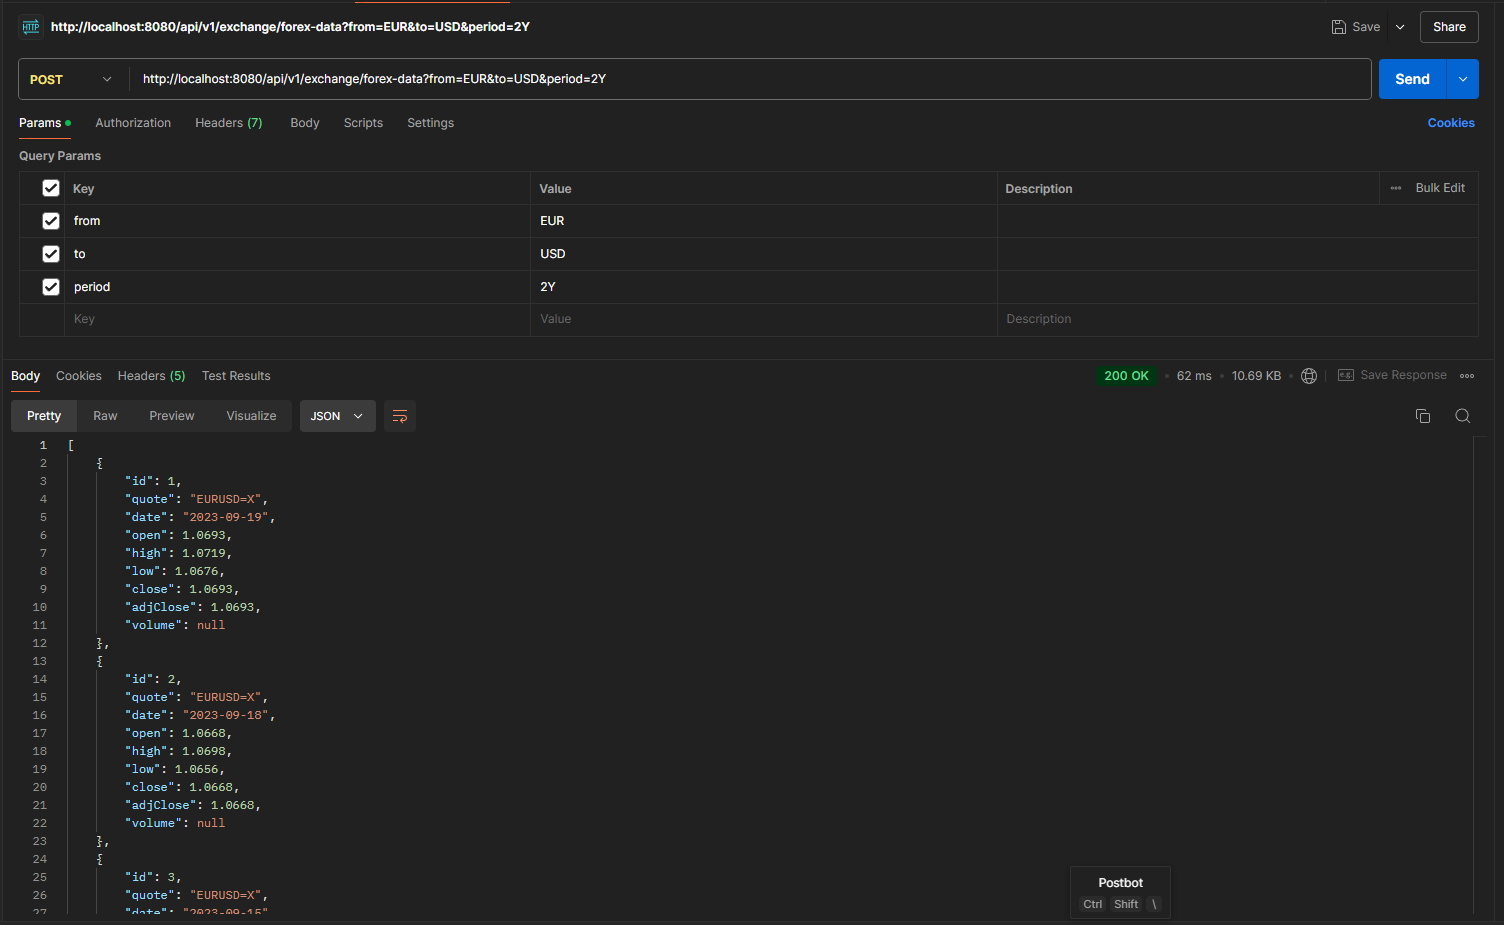 HTTP http://localhost:8080/api/v1/exchange/forex-data?from=EUR&to=USD&period=2Y Save Share
POST http://localhost:8080/api/v1/exchange/forex-data?from=EUR&to=USD&period=2Y Send
Params Authorization Headers (7) Body Scripts Settings Cookies
Query Params
Key Value Description Bulk Edit
from EUR
to USD
period 2Y
Key Value Description
Body Cookies Headers (5) Test Results 200 OK 62 ms 10.69 KB e.g. Save Response
Pretty Raw Preview Visualize JSON
1 [
2 {
3 "id": 1,
4 "quote": "EURUSD=X",
5 "date": "2023-09-19",
6 "open": 1.0693,
7 "high": 1.0719,
8 "low": 1.0676,
9 "close": 1.0693,
10 "adjClose": 1.0693,
11 "volume": null
12 },
13 {
14 "id": 2,
15 "quote": "EURUSD=X",
16 "date": "2023-09-18",
17 "open": 1.0668,
18 "high": 1.0698,
19 "low": 1.0656,
20 "close": 1.0668,
21 "adjClose": 1.0668,
22 "volume": null
23 },
24 {
25 "id": 3,
26 "quote": "EURUSD=X",
27 "date": "2023-09-15"
Postbot
Ctrl Shift \